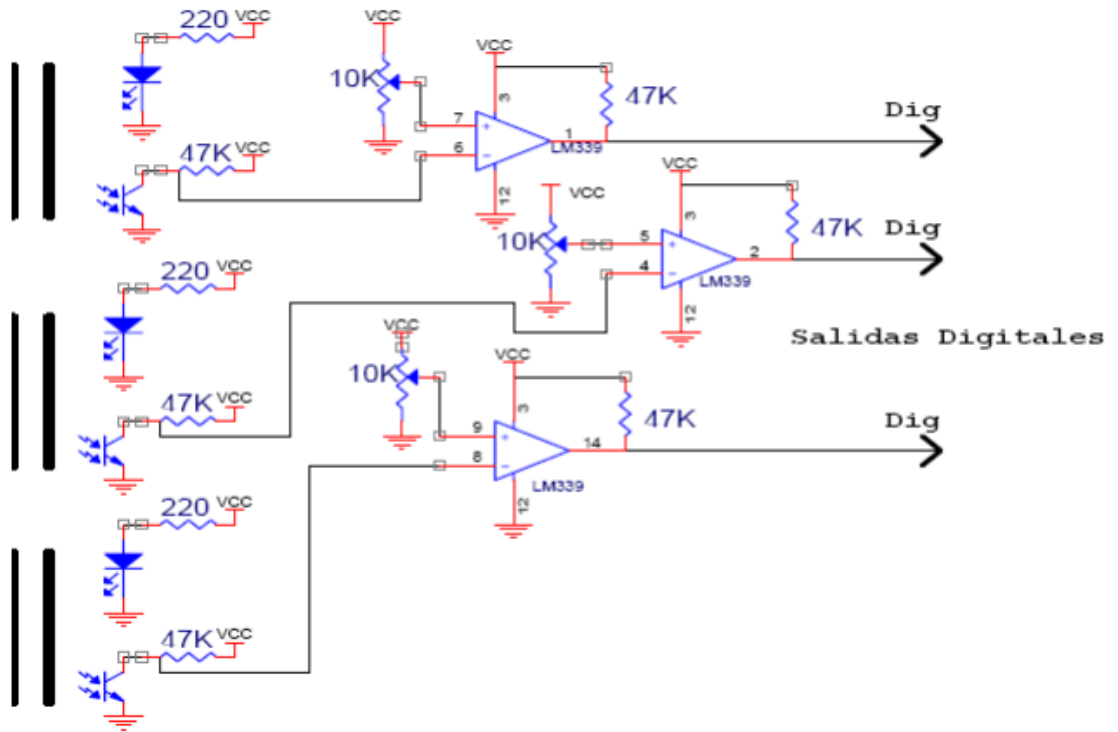 220
VCC
VCC
10K
VCC
3
47K
7
6
1
LM339
12
Dig
47K
VCC
VCC
10K
VCC
3
47K
5
4
2
LM339
12
Dig
220
VCC
Salidas Digitales
VCC
10K
VCC
3
47K
9
8
14
LM339
12
Dig
47K
VCC
220
VCC
47K
VCC